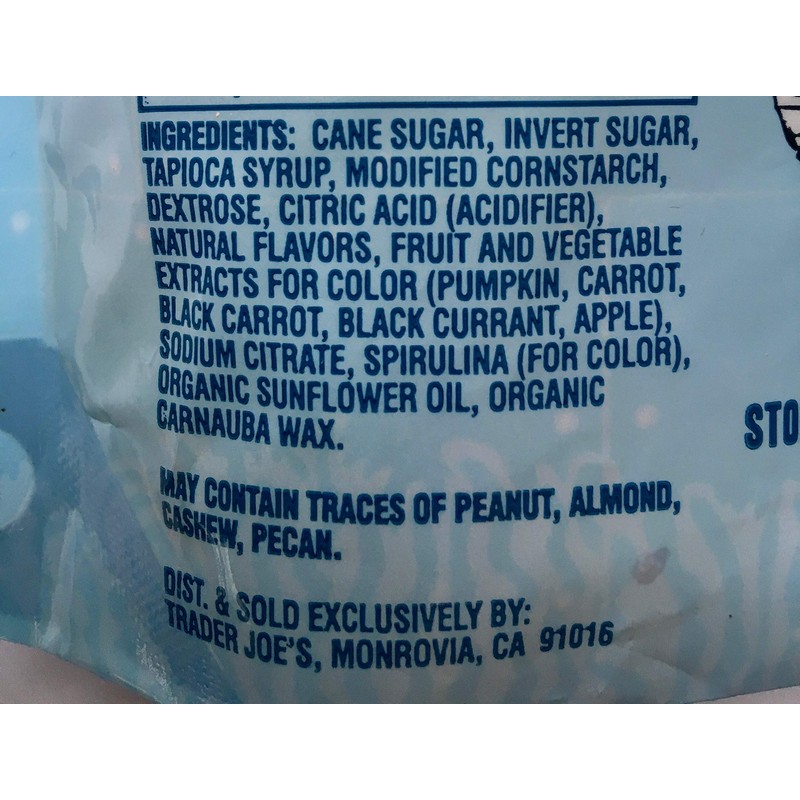 INGREDIENTS: CANE SUGAR, INVERT SUGAR,
TAPIOCA SYRUP, MODIFIED CORNSTARCH,
DEXTROSE, CITRIC ACID (ACIDIFIER),
NATURAL FLAVORS, FRUIT AND VEGETABLE
EXTRACTS FOR COLOR (PUMPKIN, CARROT,
BLACK CARROT, BLACK CURRANT, APPLE),
SODIUM CITRATE, SPIRULINA (FOR COLOR),
ORGANIC SUNFLOWER OIL, ORGANIC
CARNAUBA WAX.
MAY CONTAIN TRACES OF PEANUT, ALMOND,
CASHEW, PECAN.
DIST. & SOLD EXCLUSIVELY BY:
TRADER JOE'S, MONROVIA, CA 91016
STO